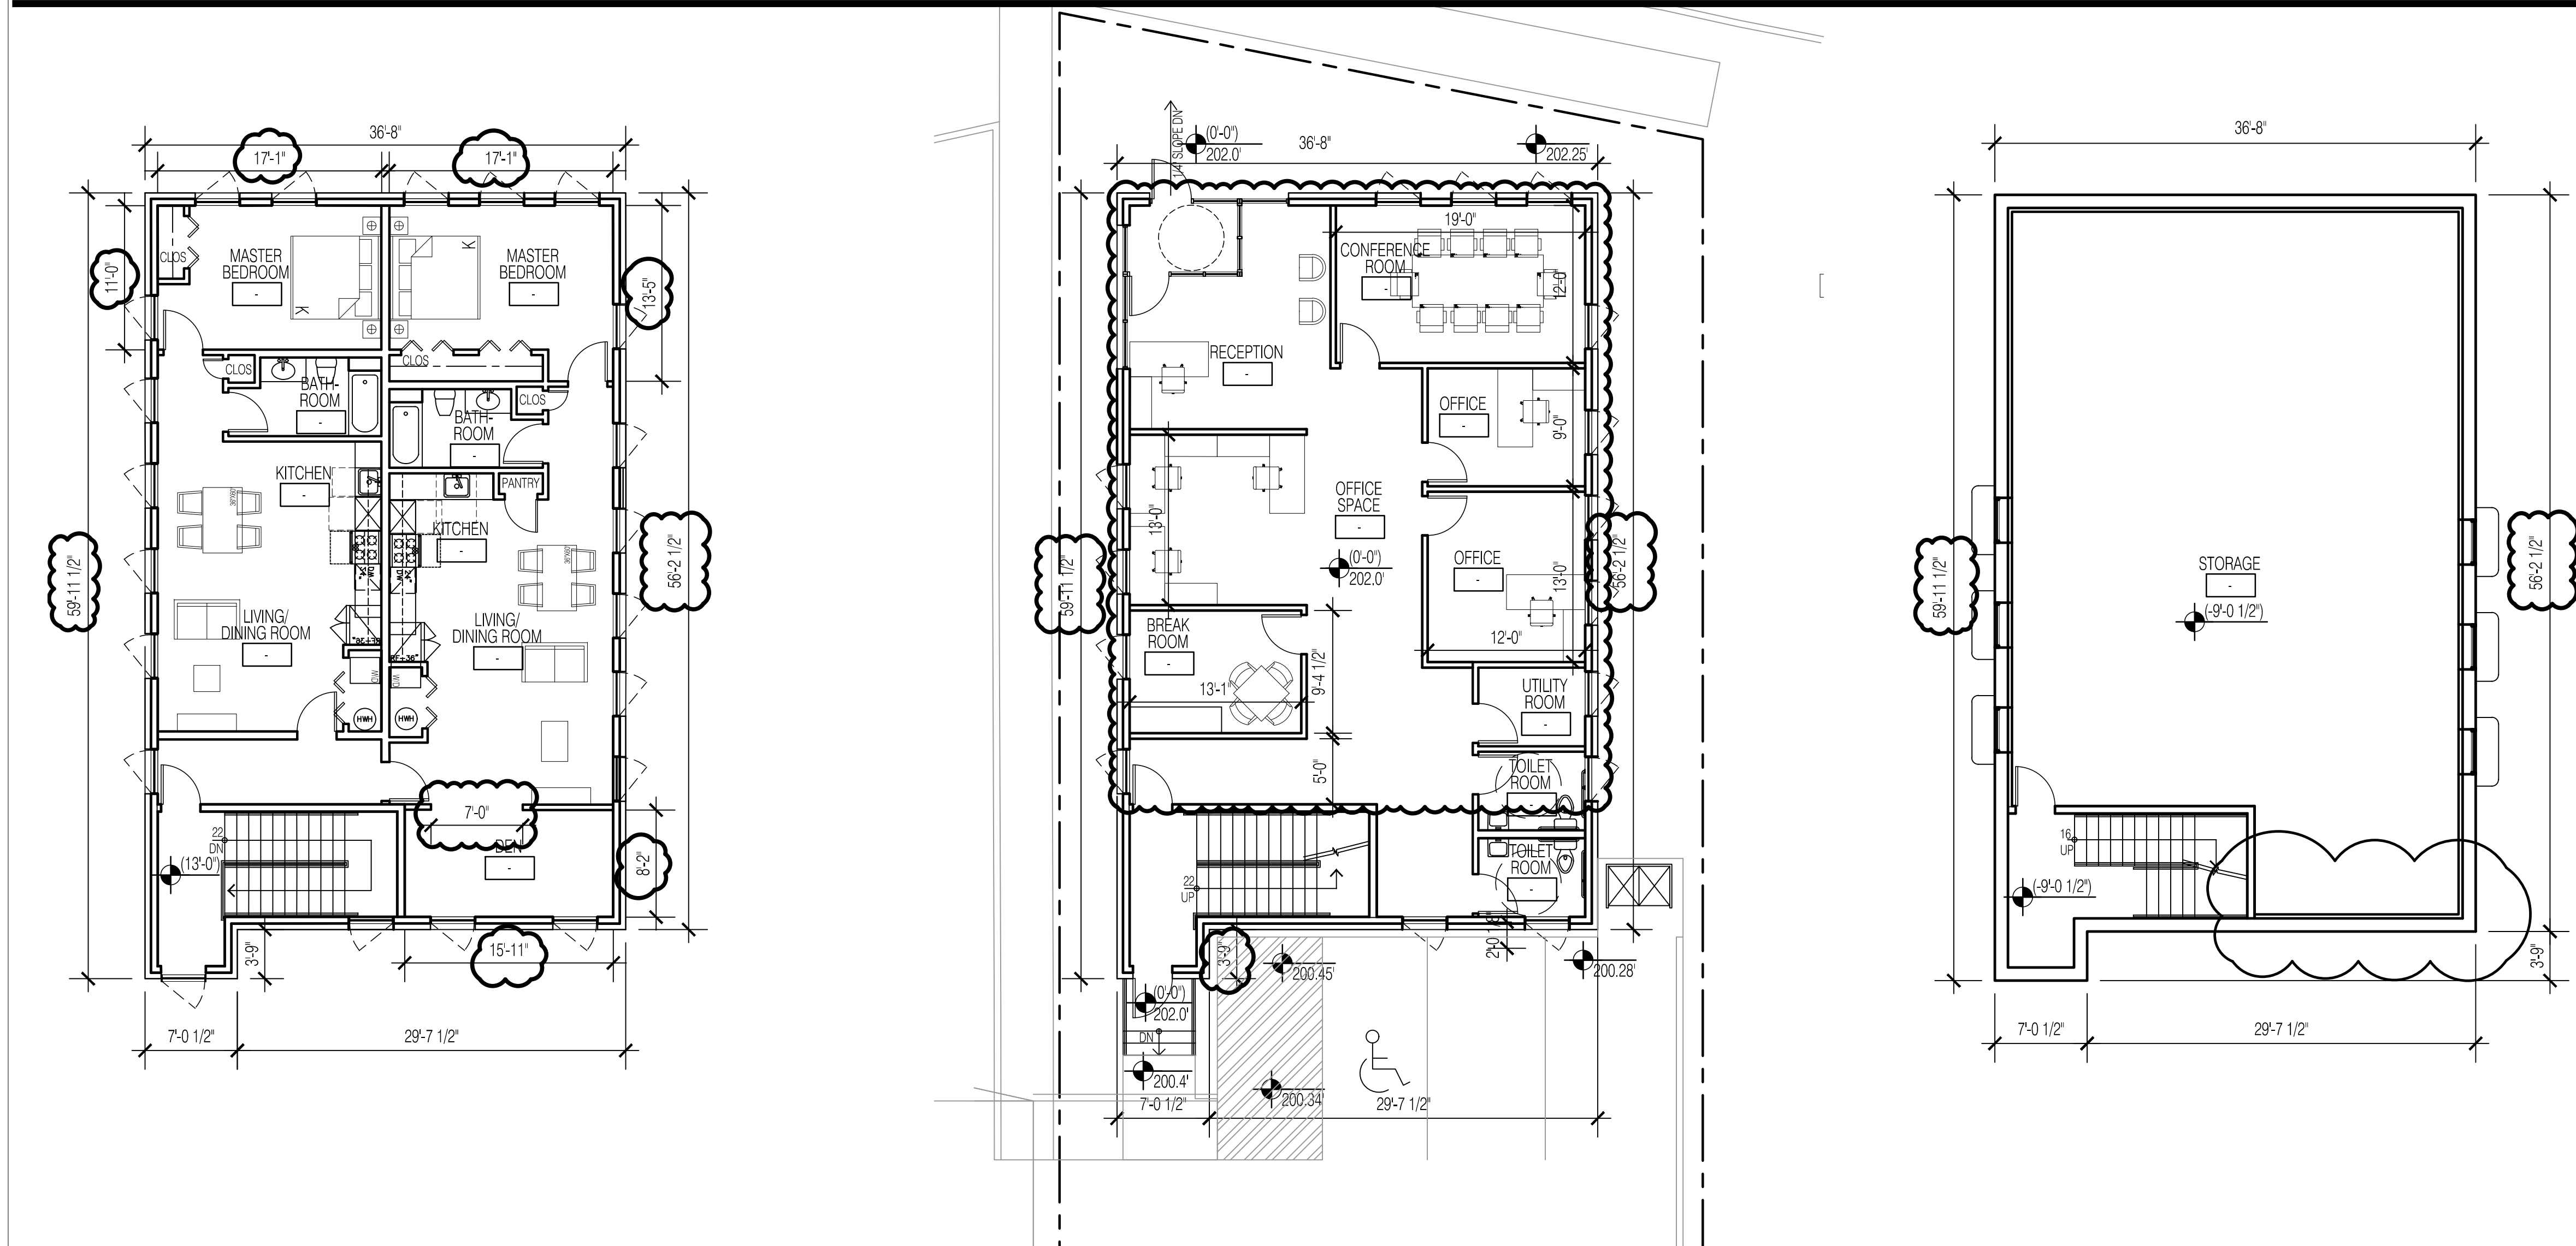 36'-8"
17'-1"
17'-1"
11'-0"
13'-5"
CLOS
MASTER
BEDROOM
-
K
K
MASTER
BEDROOM
-
CLOS
CLOS
BATH-
ROOM
-
CLOS
BATH-
ROOM
-
KITCHEN
-
PANTRY
KITCHEN
-
59'-11 1/2"
56'-2 1/2"
DW
24"
DW
24"
LIVING/
DINING ROOM
-
RF-36"
LIVING/
DINING ROOM
-
RF-36"
W/D
W/D
HWH
HWH
7'-0"
22
DN
(13'-0")
DEN
-
8'-2"
3'-9"
15'-11"
7'-0 1/2"
29'-7 1/2"
1/4" SLOPE DN
(0'-0")
202.0'
36'-8"
202.25'
19'-0"
CONFERENCE
ROOM
-
12'-0"
RECEPTION
-
OFFICE
-
9'-0"
OFFICE
SPACE
-
13'-0"
(0'-0")
202.0'
OFFICE
-
13'-0"
59'-11 1/2"
56'-2 1/2"
BREAK
ROOM
-
12'-0"
9'-4 1/2"
13'-1"
UTILITY
ROOM
-
5'-0"
TOILET
ROOM
-
TOILET
ROOM
-
22
UP
3'-9"
200.45'
200.28'
(0'-0")
202.0'
DN
200.4'
200.34'
7'-0 1/2"
29'-7 1/2"
36'-8"
STORAGE
-
(-9'-0 1/2")
59'-11 1/2"
56'-2 1/2"
16
UP
(-9'-0 1/2")
3'-9"
7'-0 1/2"
29'-7 1/2"